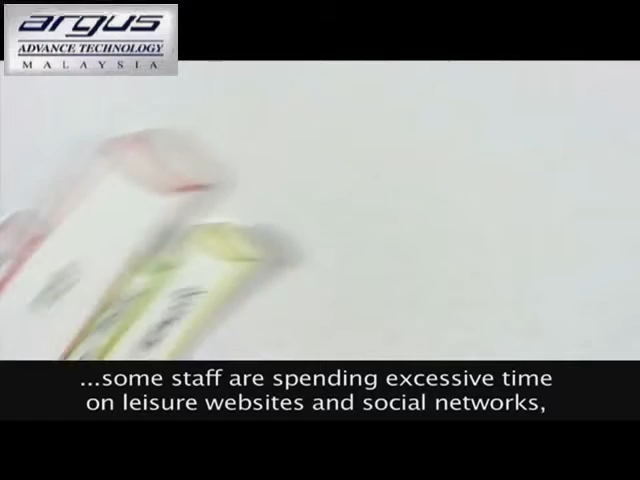 argus
ADVANCE TECHNOLOGY
MALAYSIA
...some staff are spending excessive time
on leisure websites and social networks,